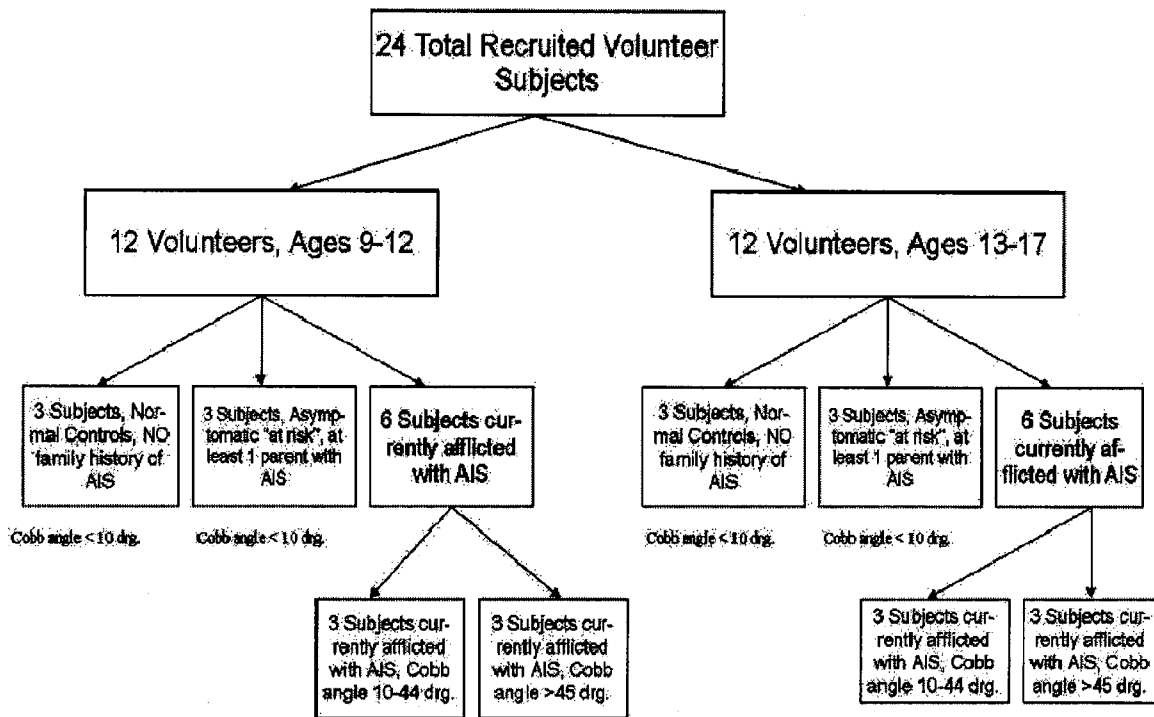 24 Total Recruited Volunteer
Subjects
12 Volunteers, Ages 9-12
12 Volunteers, Ages 13-17
3 Subjects, Nor-
mal Controls, NO
family history of
AIS
3 Subjects, Asymp-
tomatic "at risk", at
least 1 parent with
AIS
6 Subjects cur-
rently afflicted
with AIS
3 Subjects, Nor-
mal Controls, NO
family history of
AIS
3 Subjects, Asymp-
tomatic "at risk", at
least 1 parent with
AIS
6 Subjects
currently af-
flicted with AIS
Cobb angle < 10 drg.
Cobb angle < 10 drg.
Cobb angle < 10 drg.
Cobb angle < 10 drg.
3 Subjects cur-
rently afflicted
with AIS, Cobb
angle 10-44 drg.
3 Subjects cur-
rently afflicted
with AIS, Cobb
angle >45 drg.
3 Subjects cur-
rently afflicted
with AIS, Cobb
angle 10-44 drg.
3 Subjects cur-
rently afflicted
with AIS, Cobb
angle >45 drg.